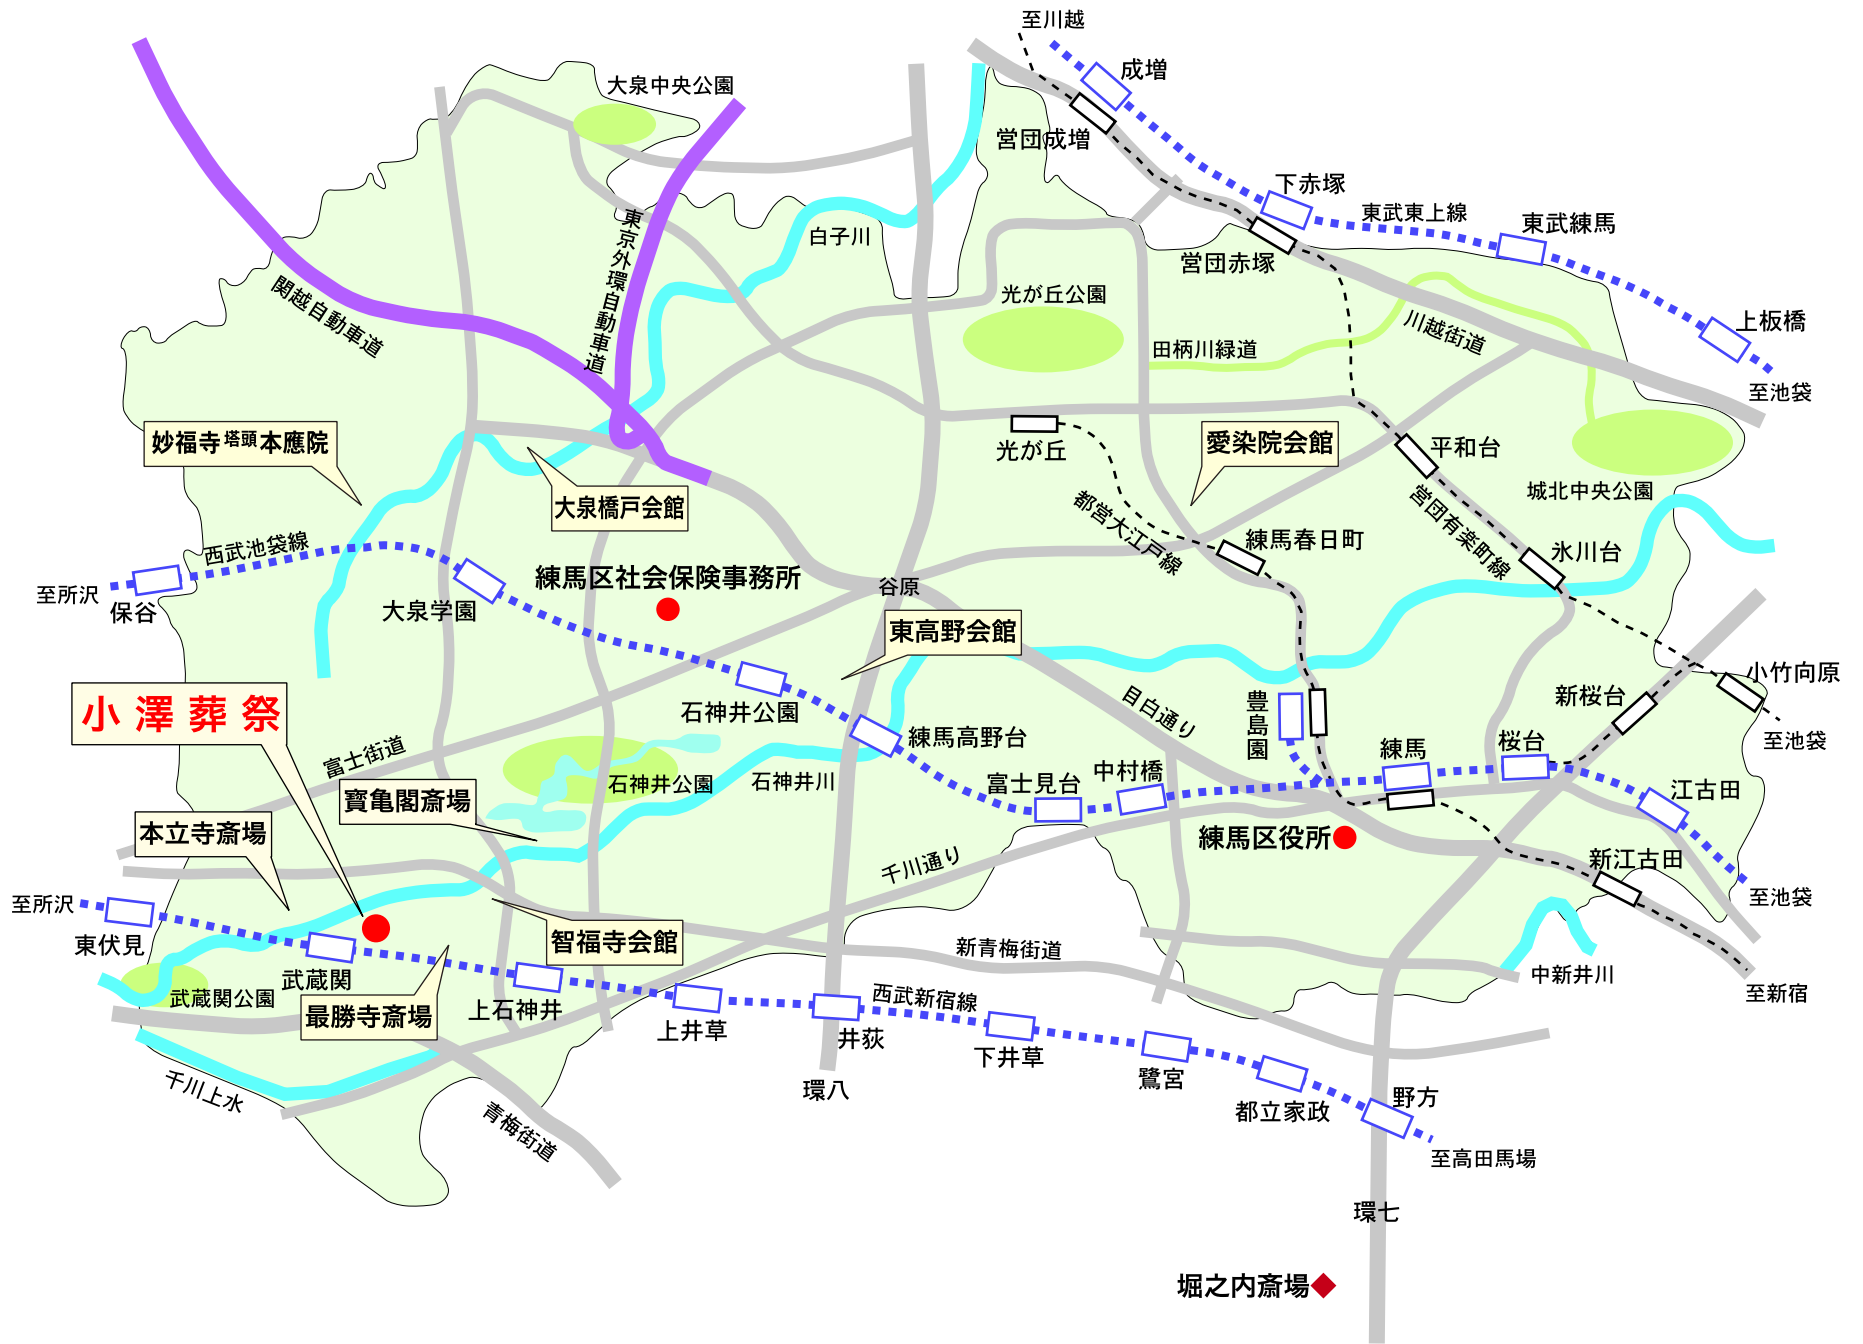 至川越
成増
大泉中央公園
営団成増
下赤塚
東武東上線
東武練馬
東京外環自動車道
白子川
営団赤塚
関越自動車道
光が丘公園
川越街道
上板橋
田柄川緑道
至池袋
妙福寺 塔頭 本應院
愛染院会館
光が丘
平和台
大泉橋戸会館
都営大江戸線
営団有楽町線
城北中央公園
西武池袋線
練馬春日町
氷川台
練馬区社会保険事務所
谷原
至所沢
保谷
大泉学園
東高野会館
小竹向原
小澤葬祭
石神井公園
目白通り
豊島園
新桜台
富士街道
練馬高野台
練馬
桜台
至池袋
石神井公園
石神井川
富士見台
中村橋
江古田
寶亀閣斎場
本立寺斎場
練馬区役所
千川通り
新江古田
至所沢
至池袋
東伏見
智福寺会館
新青梅街道
武蔵関
中新井川
武蔵関公園
最勝寺斎場
上石神井
西武新宿線
至新宿
上井草
井荻
下井草
千川上水
環八
鷺宮
青梅街道
都立家政
野方
至高田馬場
環七
堀之内斎場